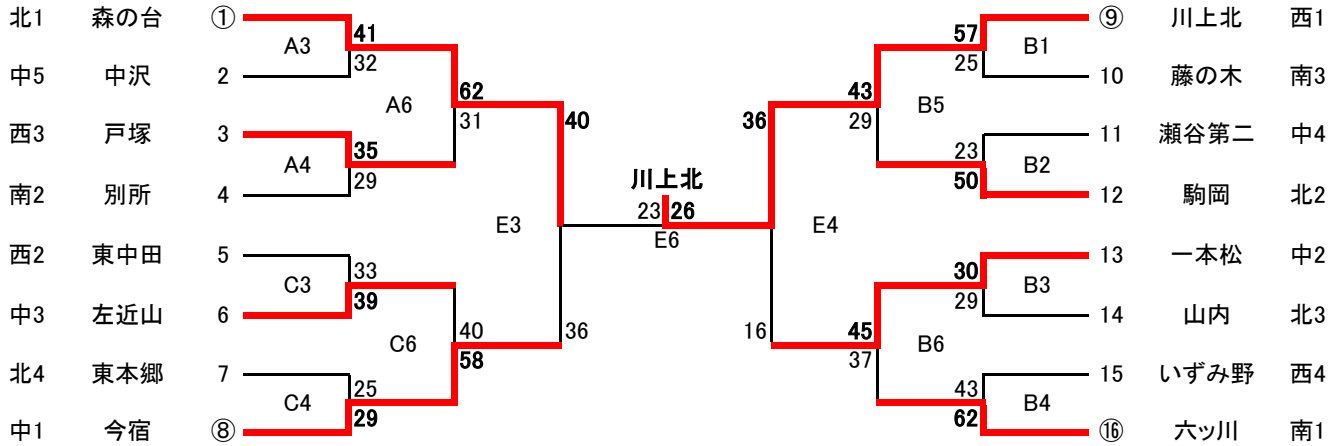 北1 森の台 ① 41 57 ⑨ 川上北 西1
A3 B1
32 25
中5 中沢 2 62 43 10 藤の木 南3
A6 B5
31 40 36 29
西3 戸塚 3 11 瀬谷第二 中4
35 23
A4 B2
29 50
南2 別所 4 川上北 12 駒岡 北2
23 26
E3 E6 E4
西2 東中田 5 13 一本松 中2
33 30
C3 B3
39 29
中3 左近山 6 14 山内 北3
40 36 16 45
C6 B6
58 37
北4 東本郷 7 15 いずみ野 西4
25 43
C4 B4
29 62
中1 今宿 ⑧ ⑯ 六ッ川 南1